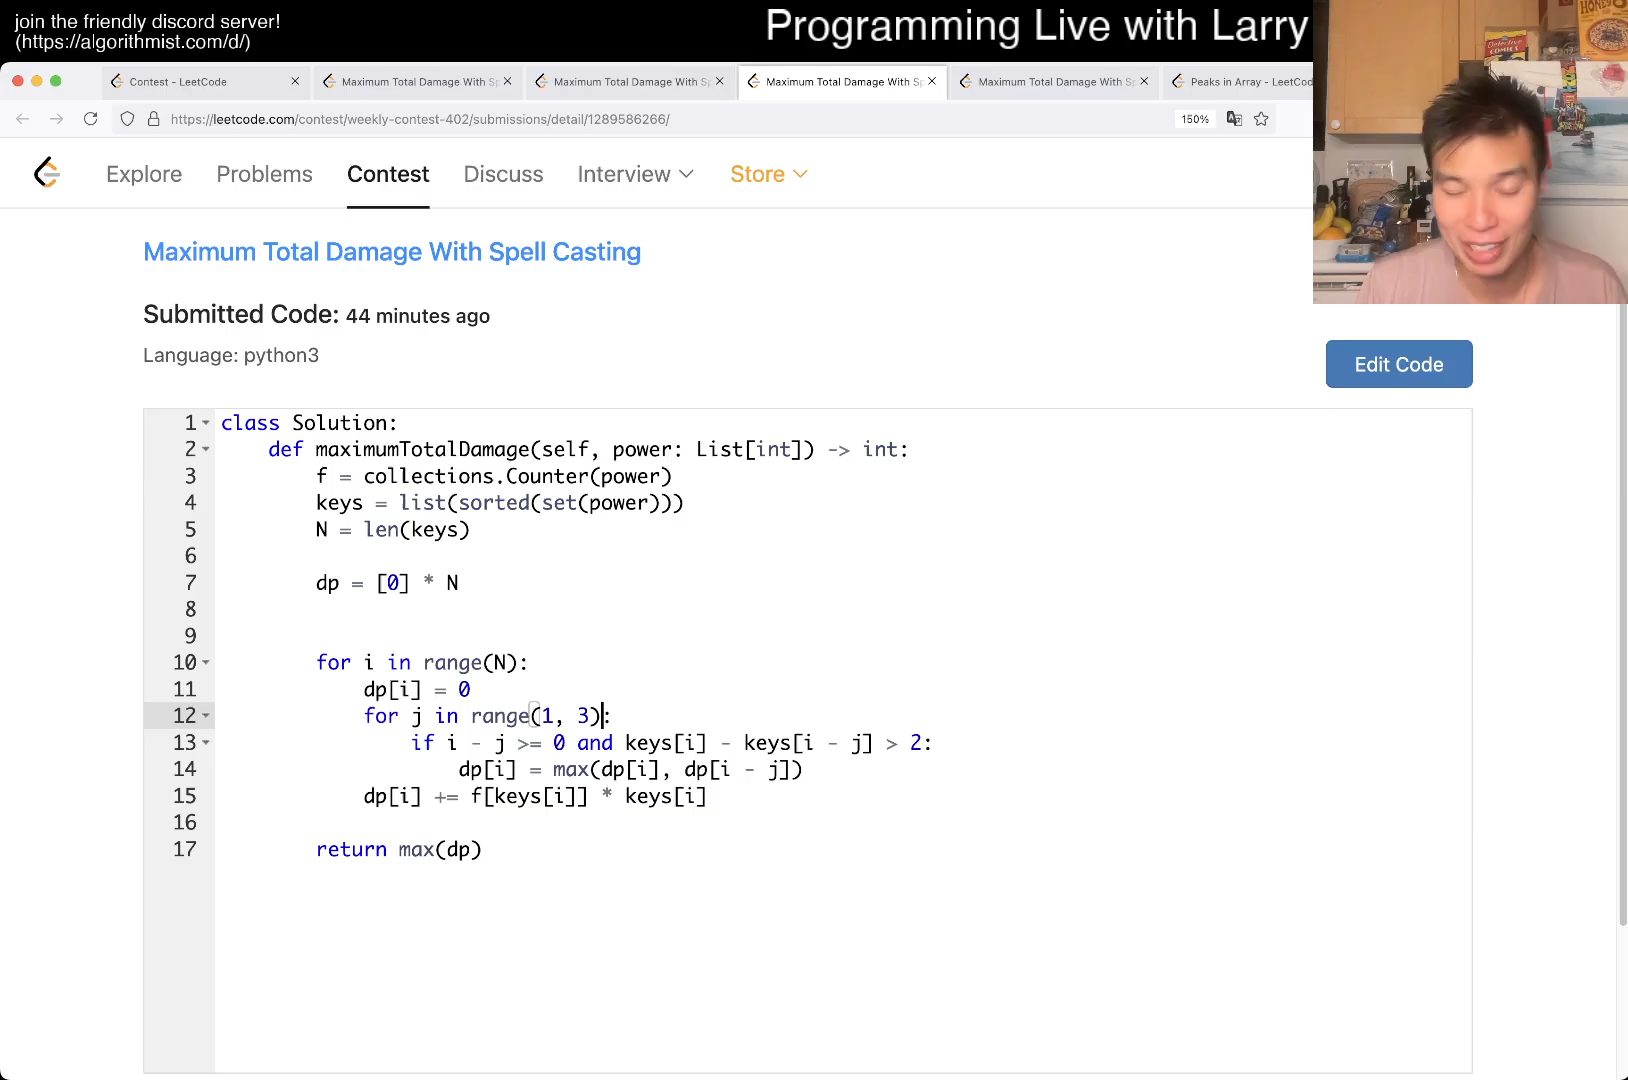 join the friendly discord server!
(https://algorithmist.com/d/)
Programming Live with Larry
Contest - LeetCode
Maximum Total Damage With Sp
Maximum Total Damage With Sp
Maximum Total Damage With Sp
Maximum Total Damage With Sp
Peaks in Array - LeetCod
https://leetcode.com/contest/weekly-contest-402/submissions/detail/1289586266/
150%
Explore
Problems
Contest
Discuss
Interview
Store
Maximum Total Damage With Spell Casting
Submitted Code: 44 minutes ago
Language: python3
Edit Code
1 class Solution:
2     def maximumTotalDamage(self, power: List[int]) -> int:
3         f = collections.Counter(power)
4         keys = list(sorted(set(power)))
5         N = len(keys)
6
7         dp = [0] * N
8
9
10         for i in range(N):
11             dp[i] = 0
12             for j in range(1, 3):
13                 if i - j >= 0 and keys[i] - keys[i - j] > 2:
14                     dp[i] = max(dp[i], dp[i - j])
15             dp[i] += f[keys[i]] * keys[i]
16
17         return max(dp)